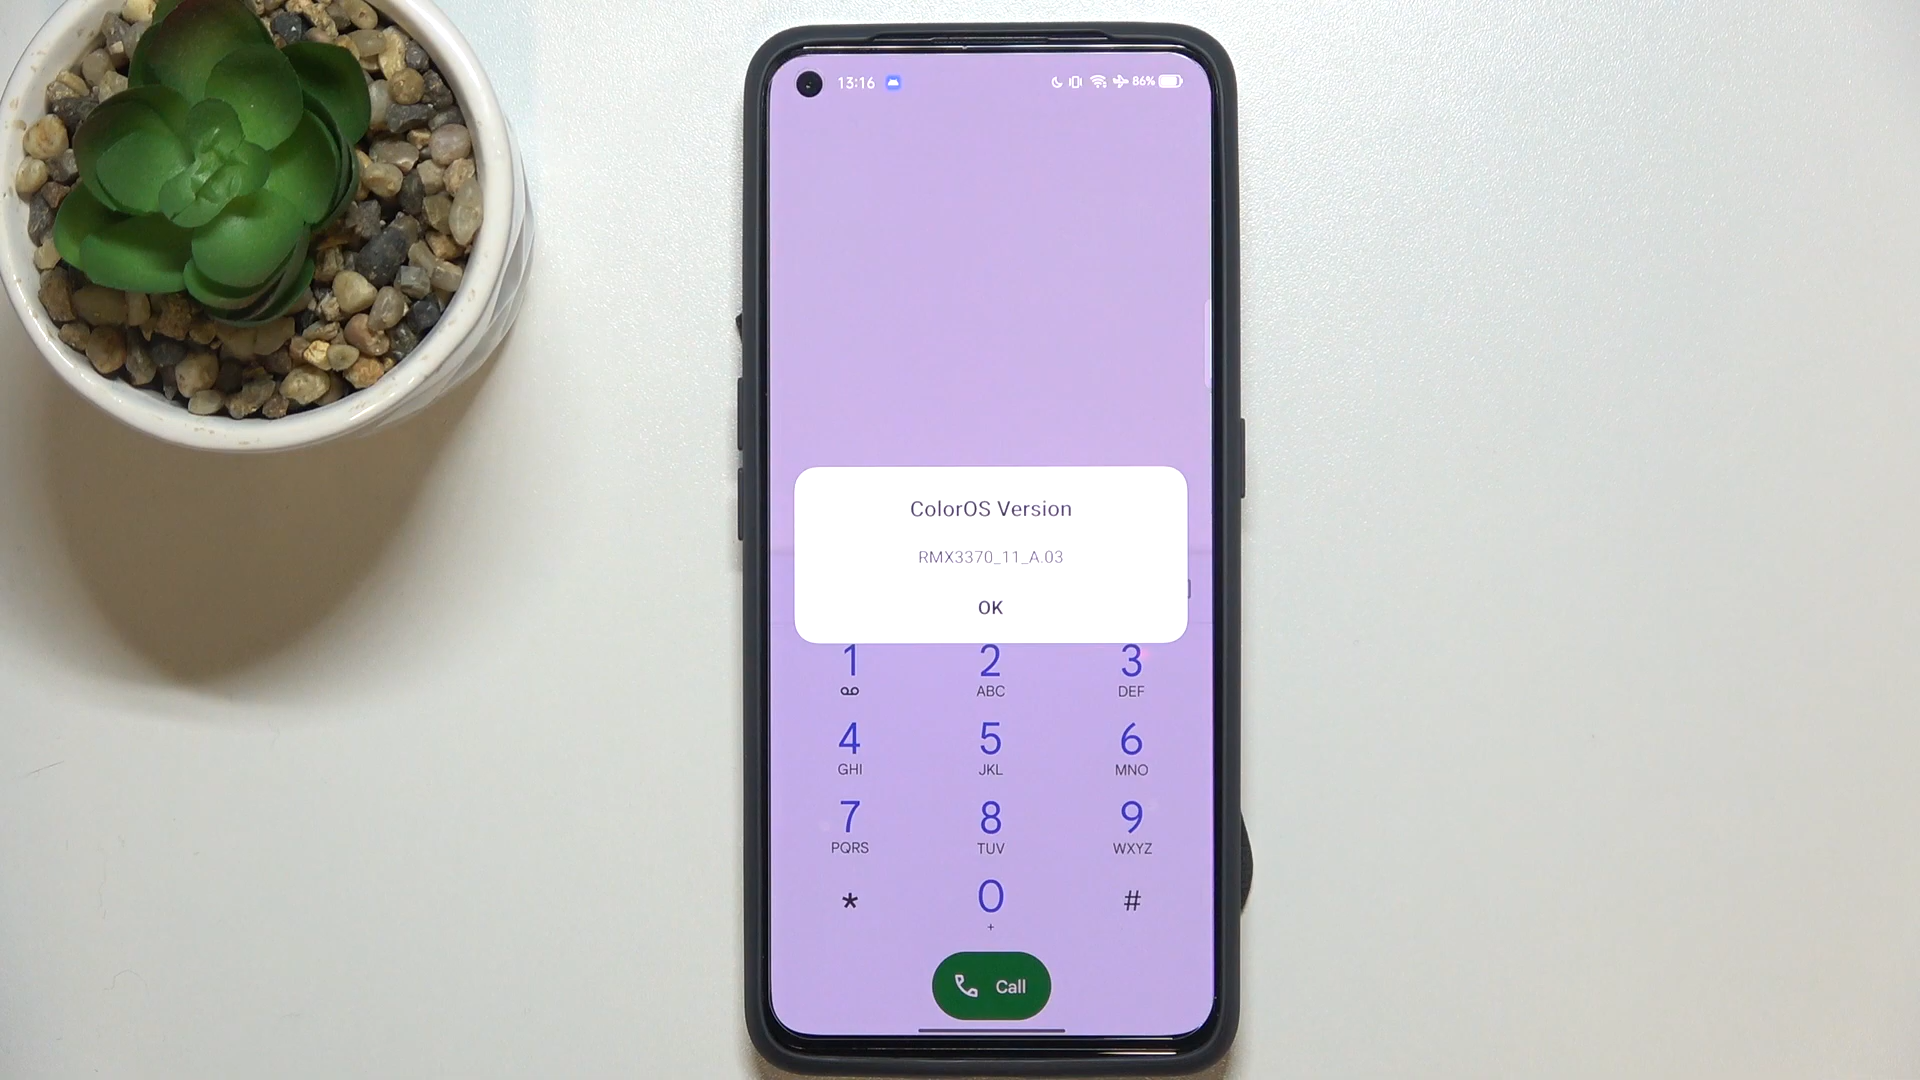 13:16 86%
ColorOS Version
RMX3370_11_A.03
OK
1 2 3
ABC DEF
4 5 6
GHI JKL MNO
7 8 9
PQRS TUV WXYZ
* 0 #
+
Call